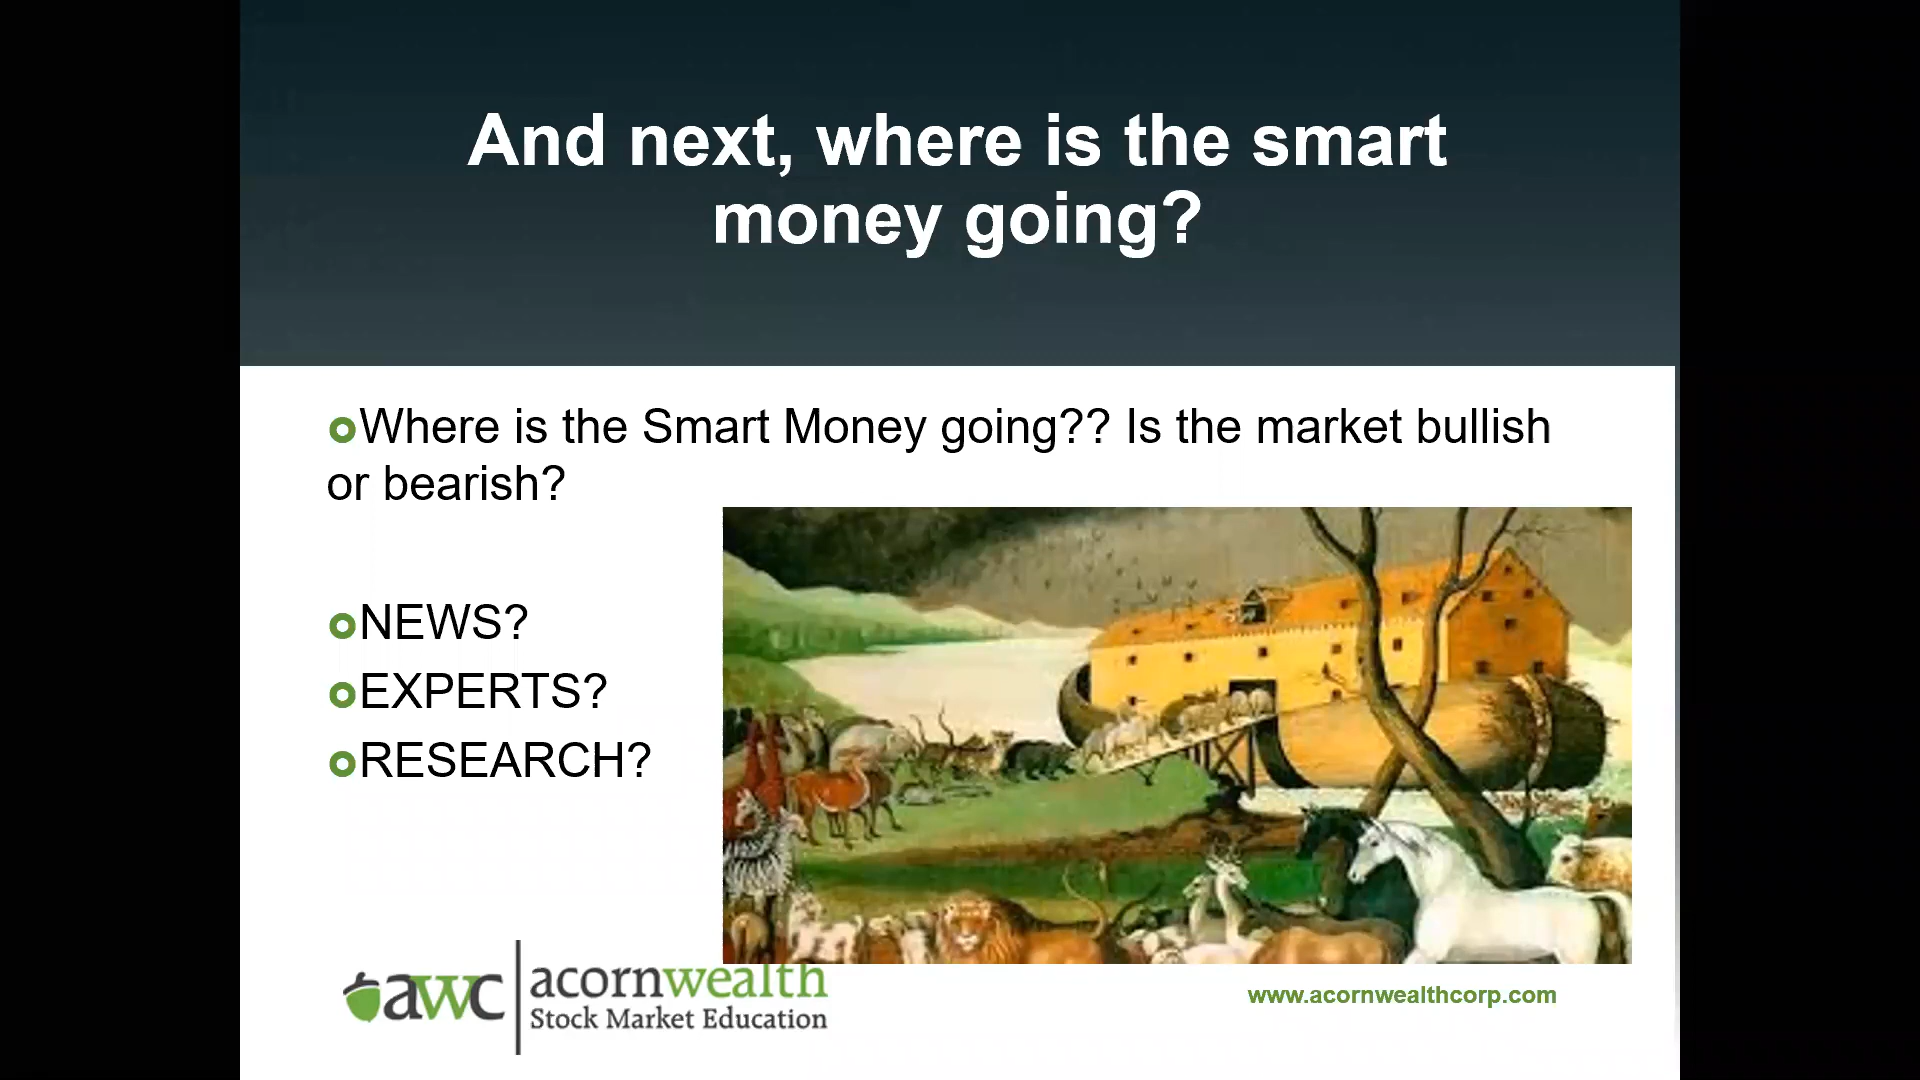 And next, where is the smart
money going?
Where is the Smart Money going?? Is the market bullish
or bearish?
NEWS?
EXPERTS?
RESEARCH?
awc acornwealth
Stock Market Education
www.acornwealthcorp.com